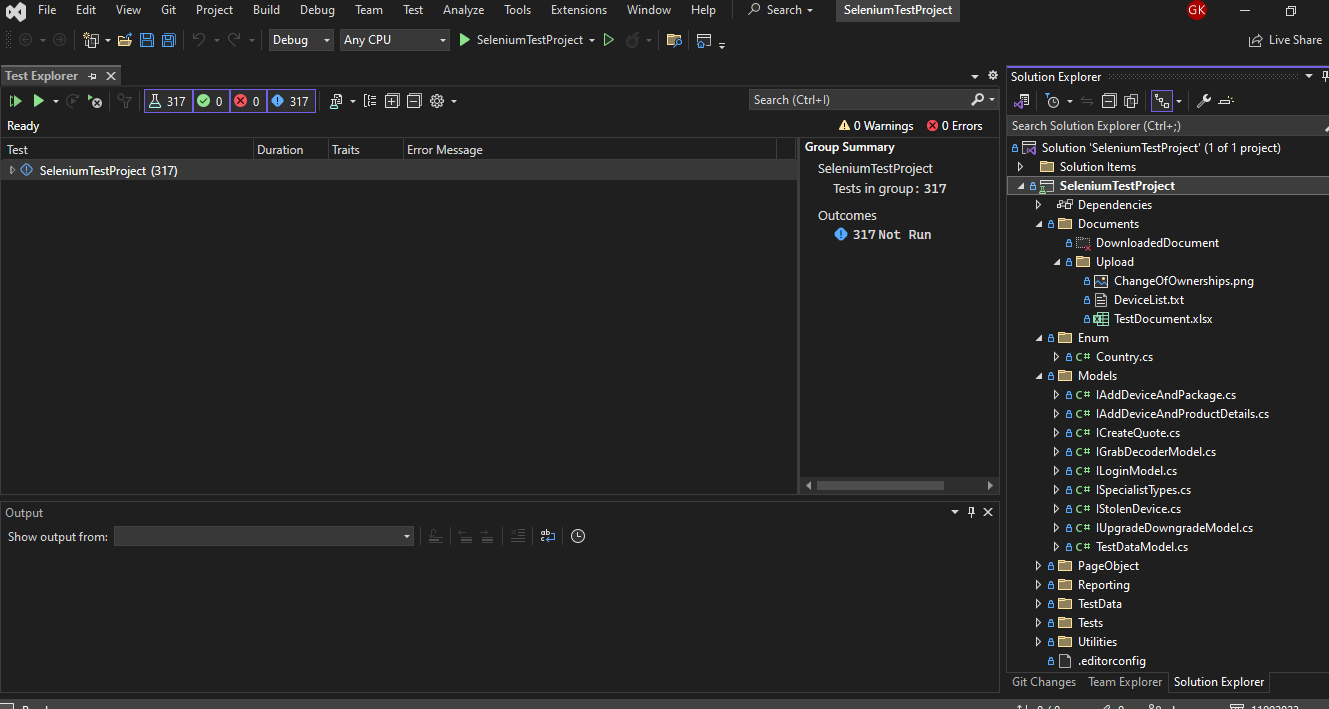 File Edit View Git Project Build Debug Team Test Analyze Tools Extensions Window Help Search SeleniumTestProject GK
Debug Any CPU SeleniumTestProject Live Share
Test Explorer
317 0 0 317 Search (Ctrl+I)
Ready 0 Warnings 0 Errors
Test Duration Traits Error Message
SeleniumTestProject (317)
Group Summary
SeleniumTestProject
Tests in group: 317
Outcomes
317 Not Run
Output
Show output from:
Solution Explorer
Search Solution Explorer (Ctrl+;)
Solution 'SeleniumTestProject' (1 of 1 project)
Solution Items
SeleniumTestProject
Dependencies
Documents
DownloadedDocument
Upload
ChangeOfOwnerships.png
DeviceList.txt
TestDocument.xlsx
Enum
C# Country.cs
Models
C# IAddDeviceAndPackage.cs
C# IAddDeviceAndProductDetails.cs
C# ICreateQuote.cs
C# IGrabDecoderModel.cs
C# ILoginModel.cs
C# ISpecialistTypes.cs
C# IStolenDevice.cs
C# IUpgradeDowngradeModel.cs
C# TestDataModel.cs
PageObject
Reporting
TestData
Tests
Utilities
.editorconfig
Git Changes Team Explorer Solution Explorer